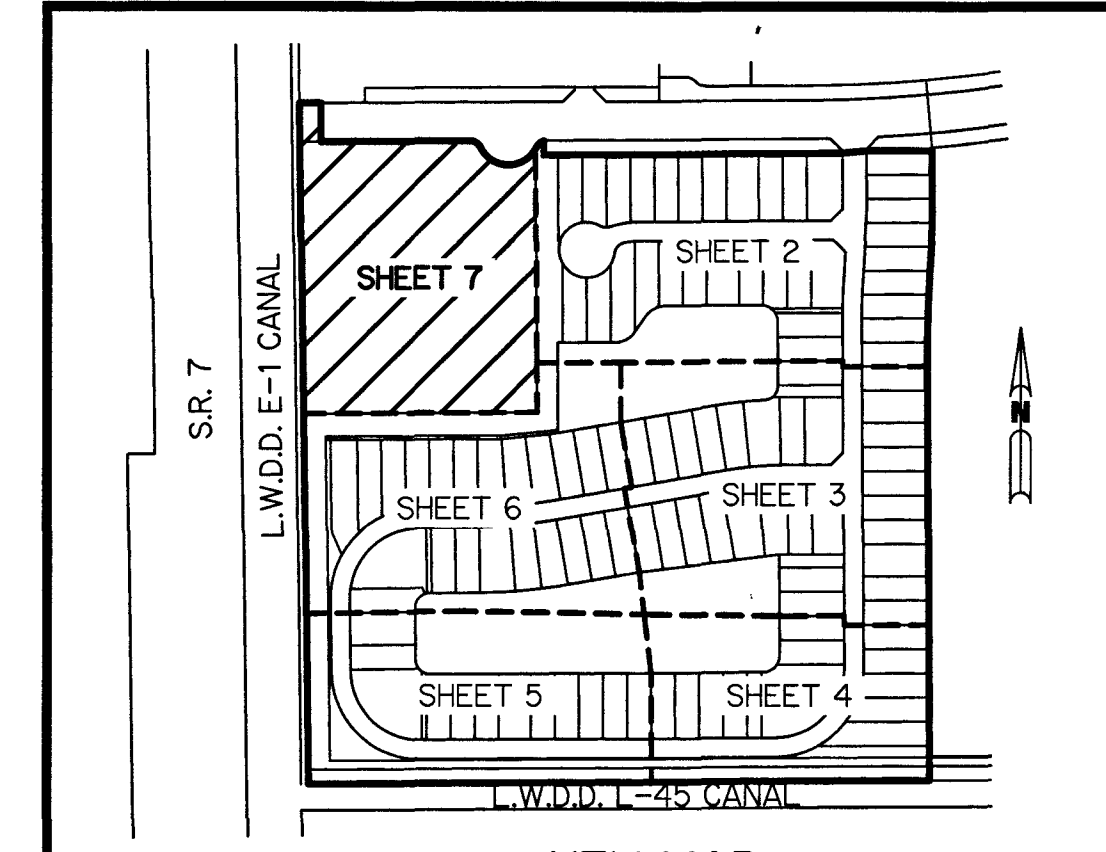 SHEET 2
SHEET 7
S.R. 7
L.W.D.D. E-1 CANAL
N
SHEET 6
SHEET 3
SHEET 5
SHEET 4
L.W.D.D. L-45 CANAL